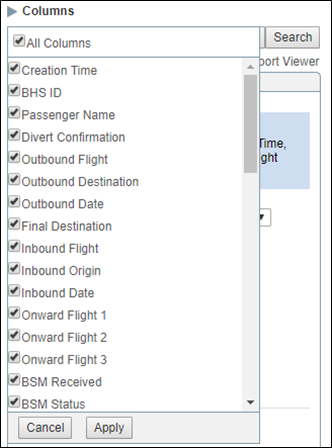 Columns
All Columns
Search
Creation Time
port Viewer
BHS ID
Passenger Name
Divert Confirmation
Time,
Outbound Flight
ght
Outbound Destination
Outbound Date
Final Destination
Inbound Flight
Inbound Origin
Inbound Date
Onward Flight 1
Onward Flight 2
Onward Flight 3
BSM Received
BSM Status
Cancel
Apply